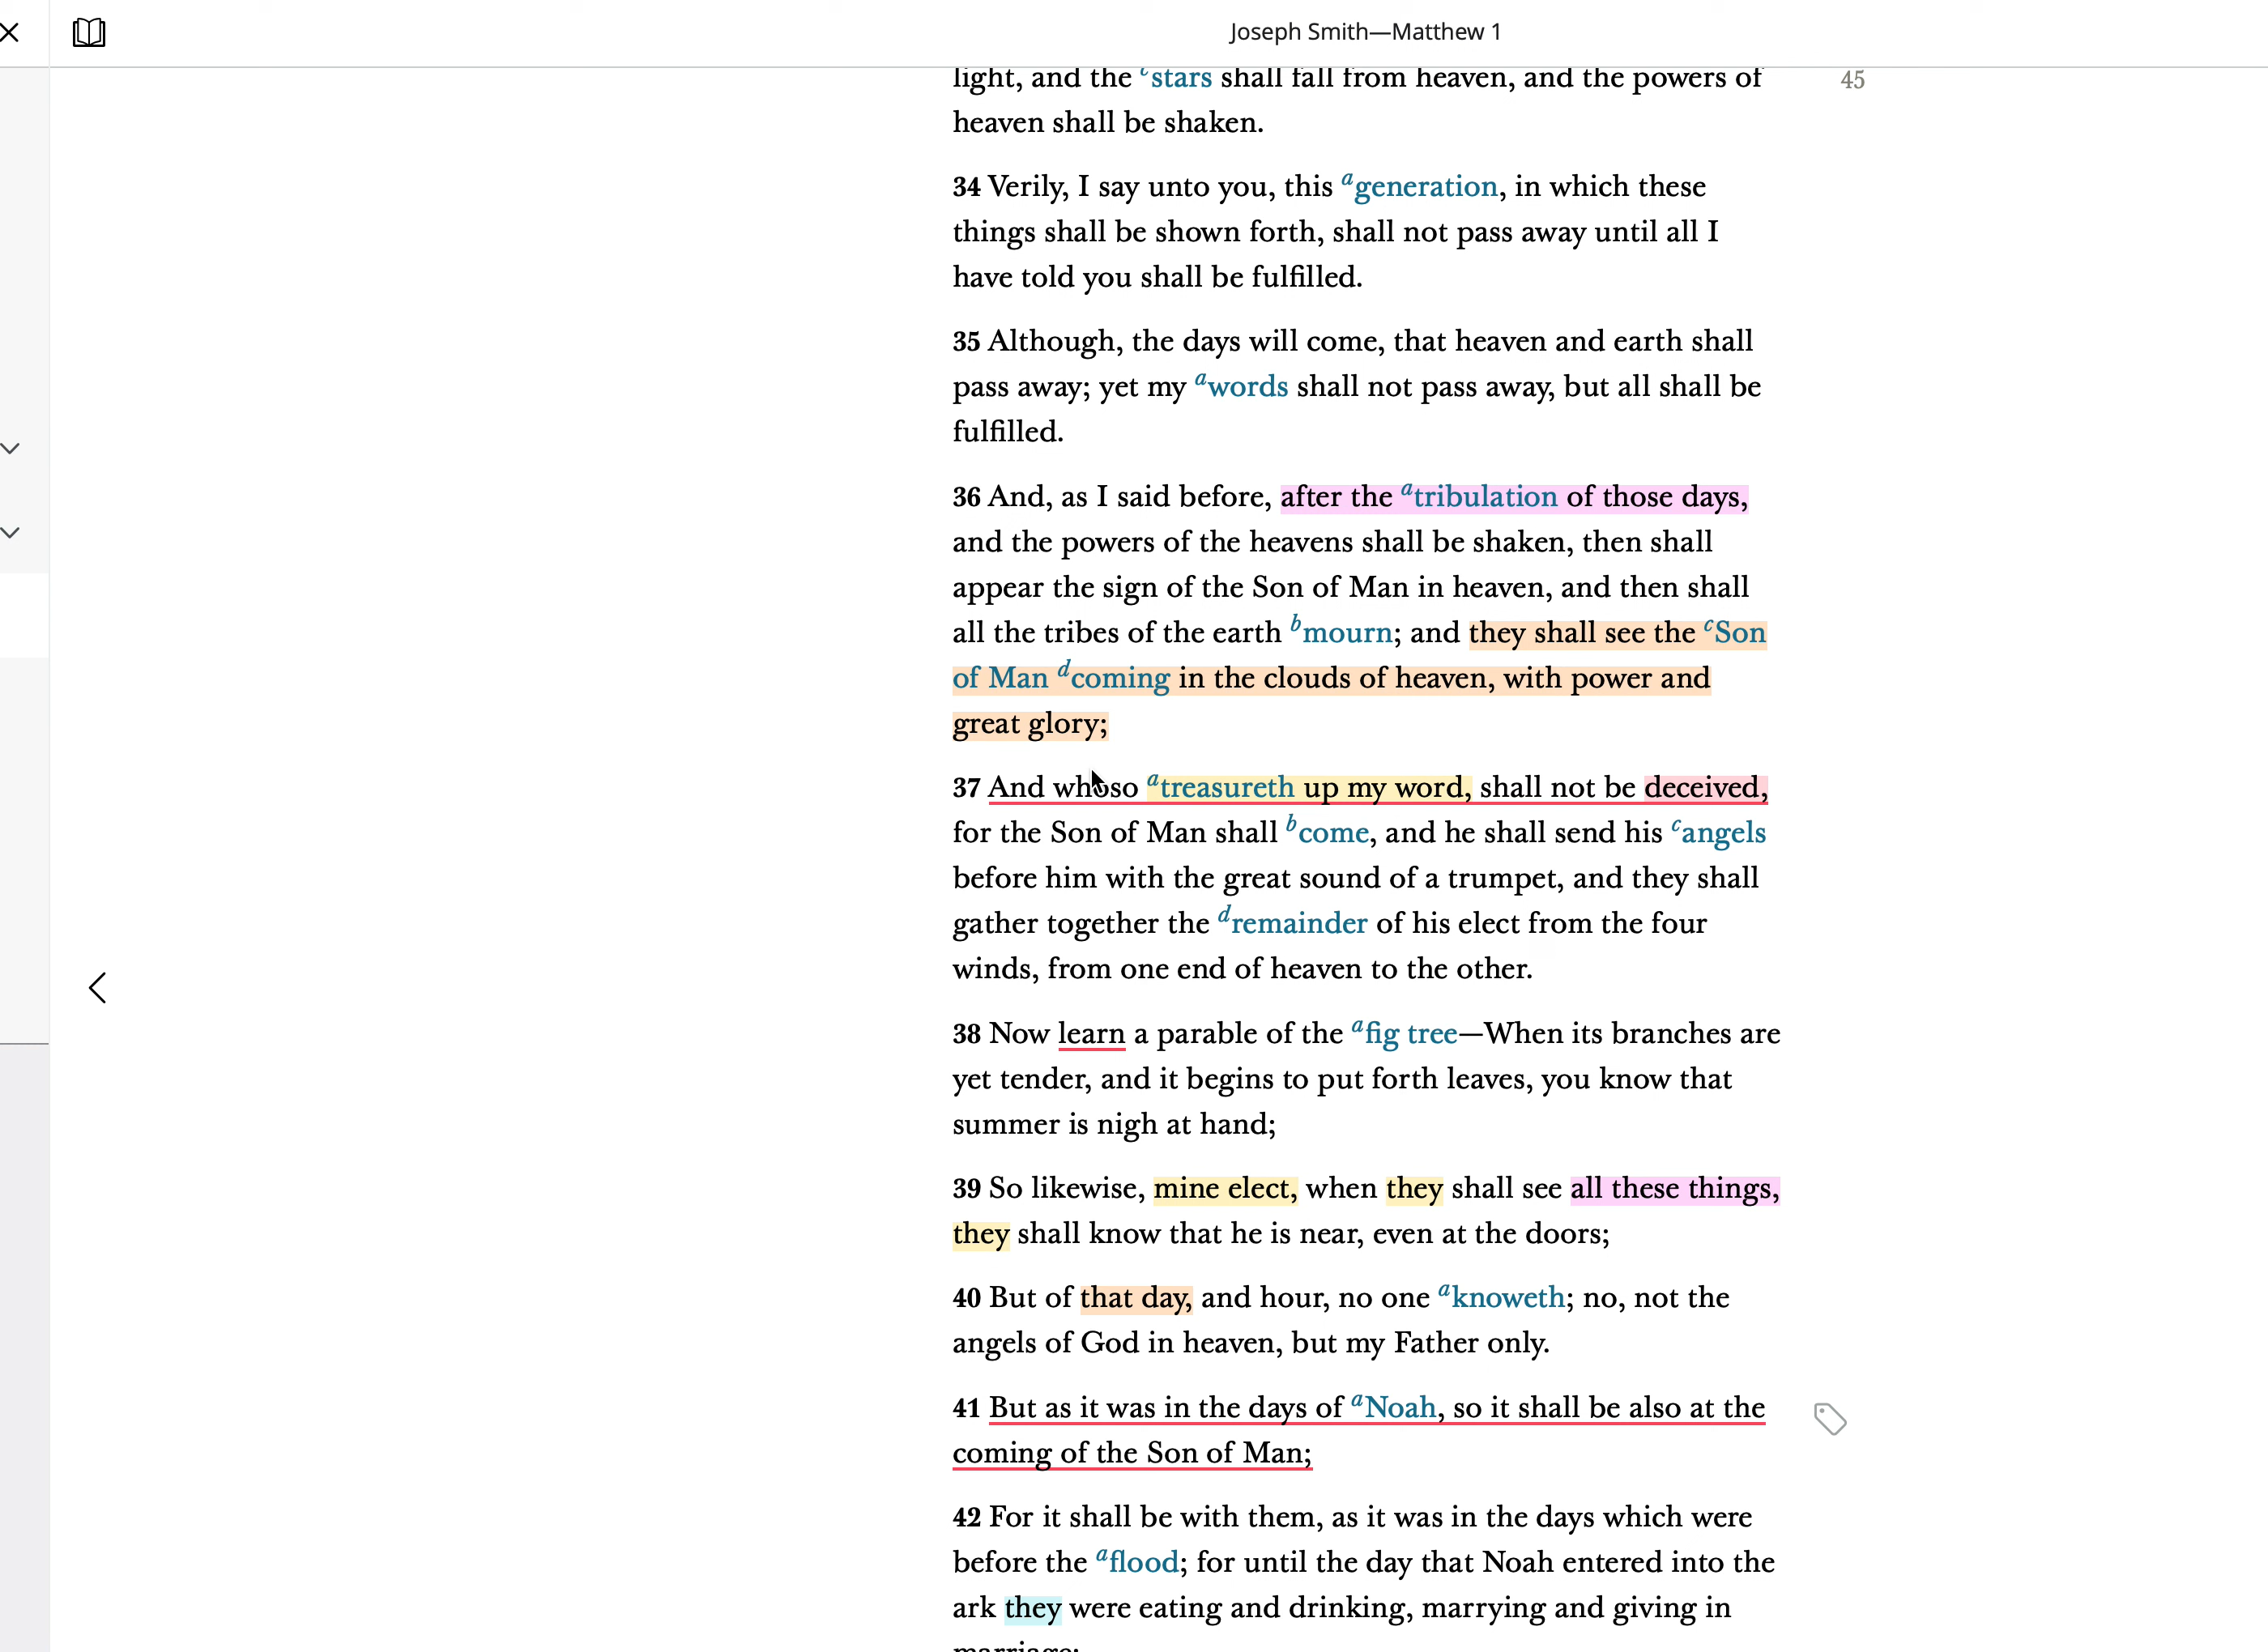 Joseph Smith—Matthew 1
light, and the cstars shall fall from heaven, and the powers of
45
heaven shall be shaken.
34 Verily, I say unto you, this ageneration, in which these
things shall be shown forth, shall not pass away until all I
have told you shall be fulfilled.
35 Although, the days will come, that heaven and earth shall
pass away; yet my awords shall not pass away, but all shall be
fulfilled.
36 And, as I said before, after the atribulation of those days,
and the powers of the heavens shall be shaken, then shall
appear the sign of the Son of Man in heaven, and then shall
all the tribes of the earth bmourn; and they shall see the cSon
of Man dcoming in the clouds of heaven, with power and
great glory;
37 And whoso atreasureth up my word, shall not be deceived,
for the Son of Man shall bcome, and he shall send his cangels
before him with the great sound of a trumpet, and they shall
gather together the dremainder of his elect from the four
winds, from one end of heaven to the other.
38 Now learn a parable of the afig tree—When its branches are
yet tender, and it begins to put forth leaves, you know that
summer is nigh at hand;
39 So likewise, mine elect, when they shall see all these things,
they shall know that he is near, even at the doors;
40 But of that day, and hour, no one aknoweth; no, not the
angels of God in heaven, but my Father only.
41 But as it was in the days of aNoah, so it shall be also at the
coming of the Son of Man;
42 For it shall be with them, as it was in the days which were
before the aflood; for until the day that Noah entered into the
ark they were eating and drinking, marrying and giving in
marriage;